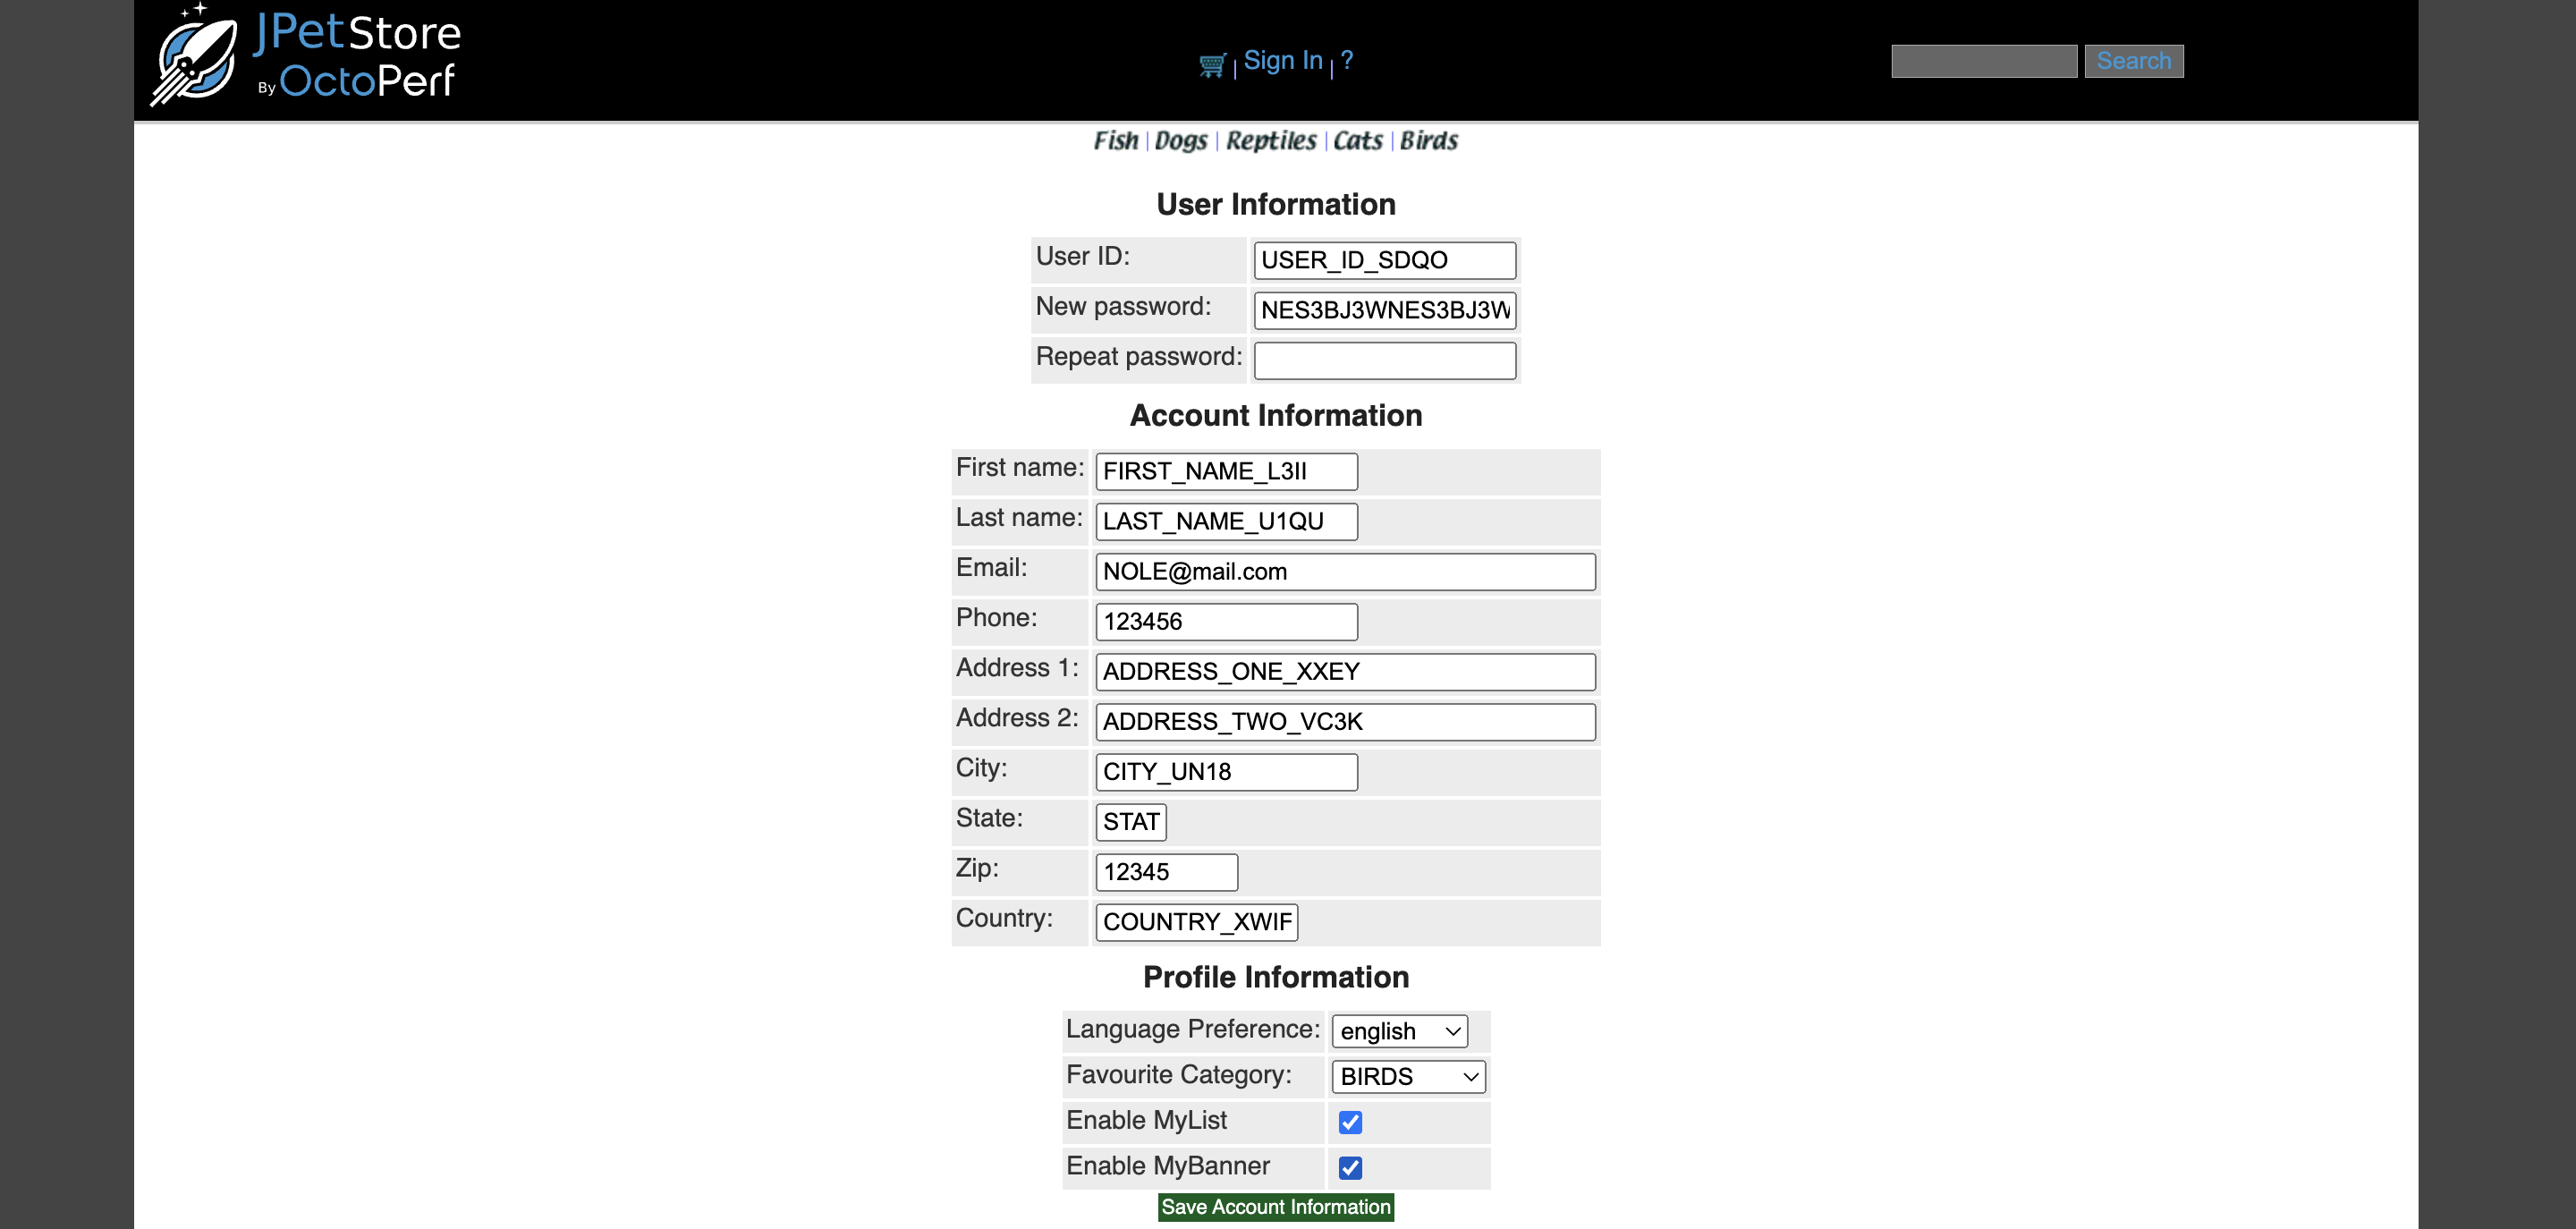 JPetStore
By OctoPerf
| Sign In | ?
Search
Fish | Dogs | Reptiles | Cats | Birds
User Information
User ID: USER_ID_SDQO
New password: NES3BJ3WNES3BJ3W
Repeat password:
Account Information
First name: FIRST_NAME_L3II
Last name: LAST_NAME_U1QU
Email: NOLE@mail.com
Phone: 123456
Address 1: ADDRESS_ONE_XXEY
Address 2: ADDRESS_TWO_VC3K
City: CITY_UN18
State: STAT
Zip: 12345
Country: COUNTRY_XWIF
Profile Information
Language Preference: english
Favourite Category: BIRDS
Enable MyList
Enable MyBanner
Save Account Information